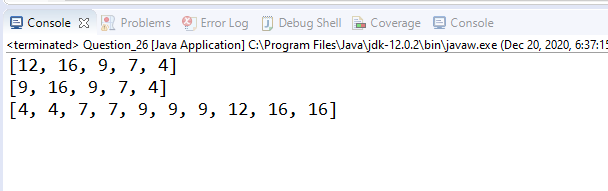 Console Problems Error Log Debug Shell Coverage Console
<terminated> Question_26 [Java Application] C:\Program Files\Java\jdk-12.0.2\bin\javaw.exe (Dec 20, 2020, 6:37:15
[12, 16, 9, 7, 4]
[9, 16, 9, 7, 4]
[4, 4, 7, 7, 9, 9, 9, 12, 16, 16]